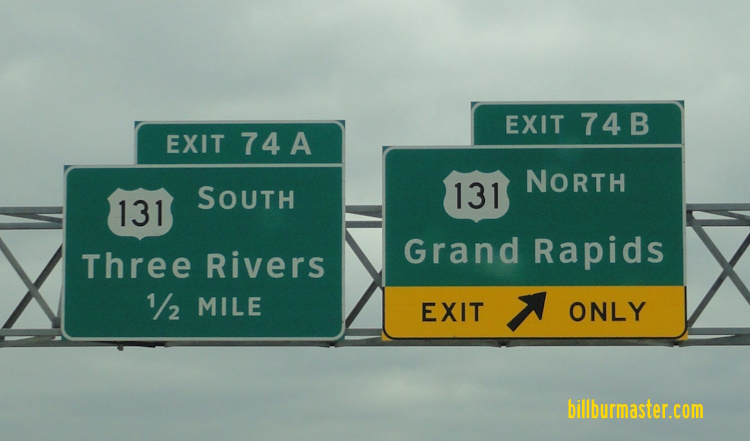 EXIT 74 A
131 SOUTH
Three Rivers
1/2 MILE
EXIT 74 B
131 NORTH
Grand Rapids
EXIT ONLY
billburmaster.com